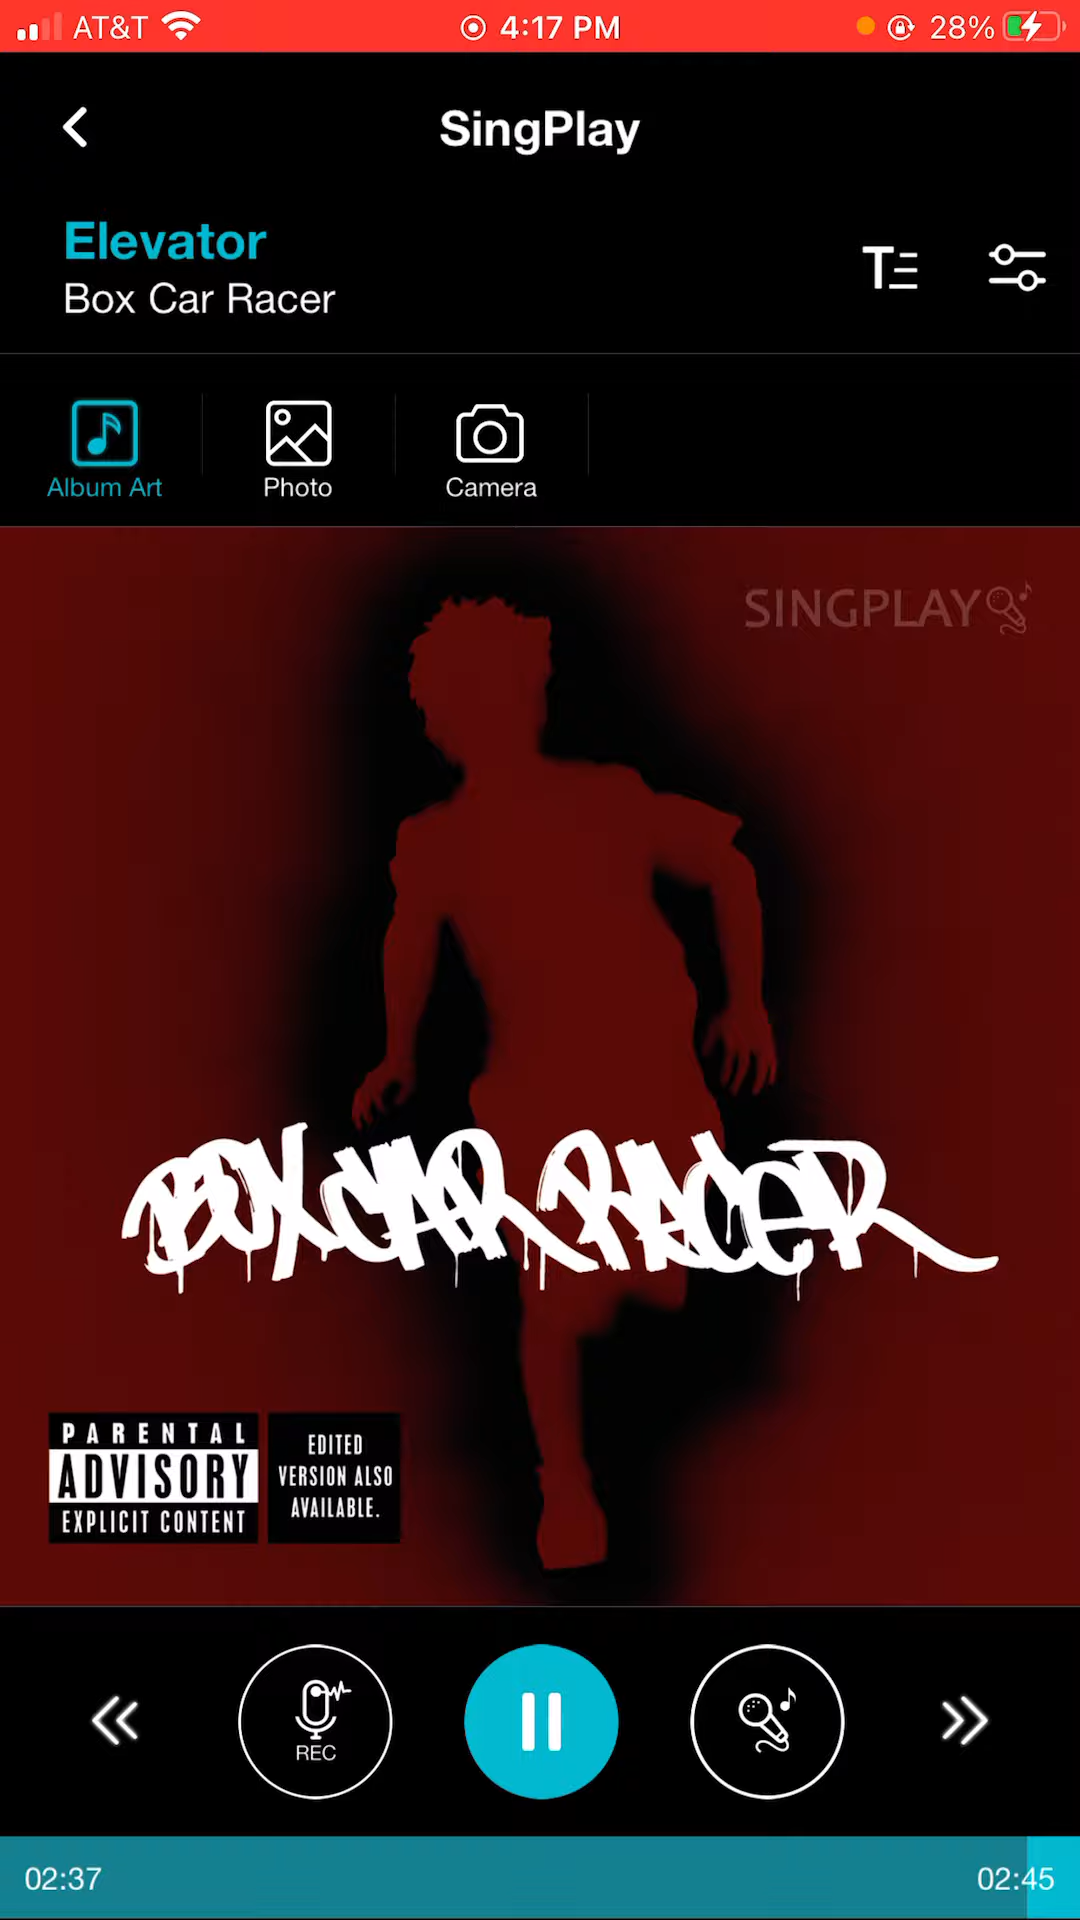 AT&T 4:17 PM 28%
SingPlay
Elevator
Box Car Racer
Album Art Photo Camera
SINGPLAY
BOX CAR RACER
PARENTAL
ADVISORY
EXPLICIT CONTENT
EDITED
VERSION ALSO
AVAILABLE.
REC
02:37 02:45